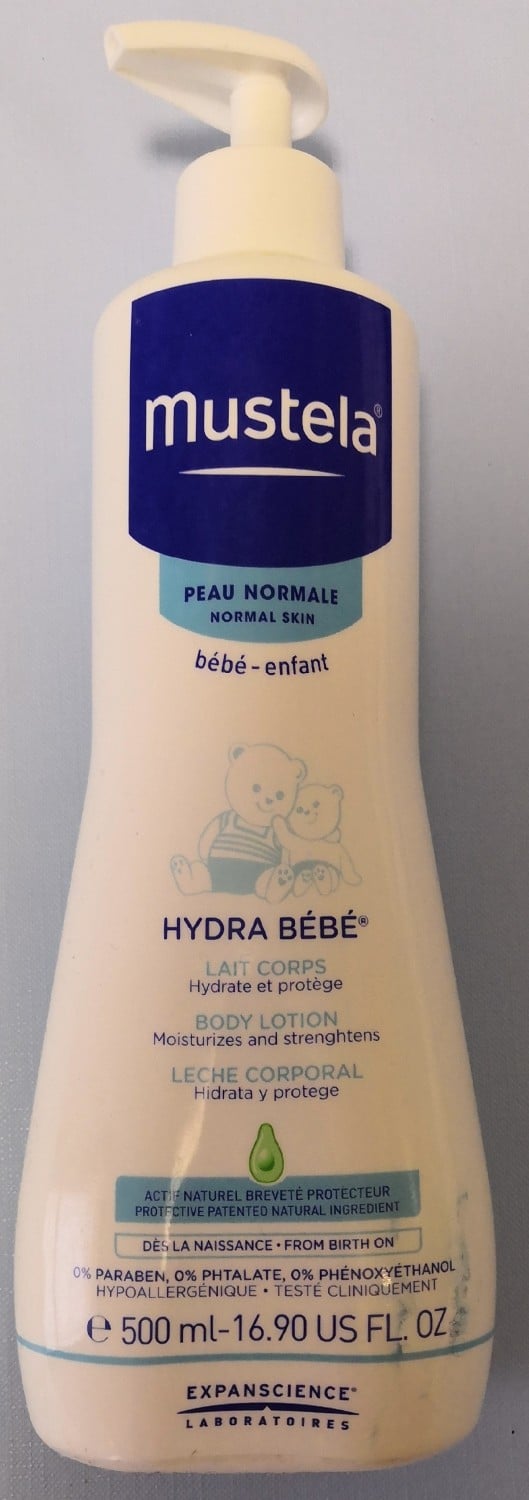 mustela®
PEAU NORMALE
NORMAL SKIN
bébé-enfant
HYDRA BÉBÉ®
LAIT CORPS
Hydrate et protège
BODY LOTION
Moisturizes and strenghtens
LECHE CORPORAL
Hidrata y protege
ACTIF NATUREL BREVETÉ PROTECTEUR
PROTECTIVE PATENTED NATURAL INGREDIENT
DÈS LA NAISSANCE • FROM BIRTH ON
0% PARABEN, 0% PHTALATE, 0% PHÉNOXYÉTHANOL
HYPOALLERGÉNIQUE • TESTÉ CLINIQUEMENT
℮ 500 ml-16.90 US FL. OZ
EXPANSCIENCE®
LABORATOIRES